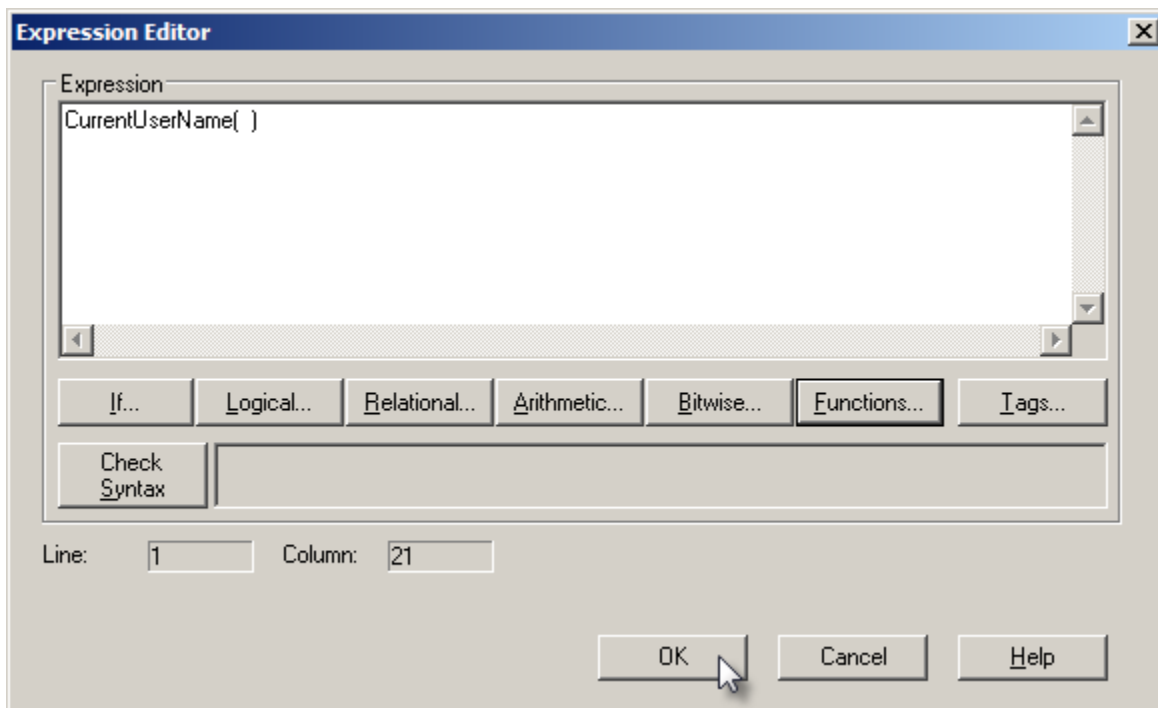 Expression Editor
Expression
CurrentUserName(  )
If... Logical... Relational... Arithmetic... Bitwise... Functions... Tags...
Check
Syntax
Line: 1 Column: 21
OK Cancel Help